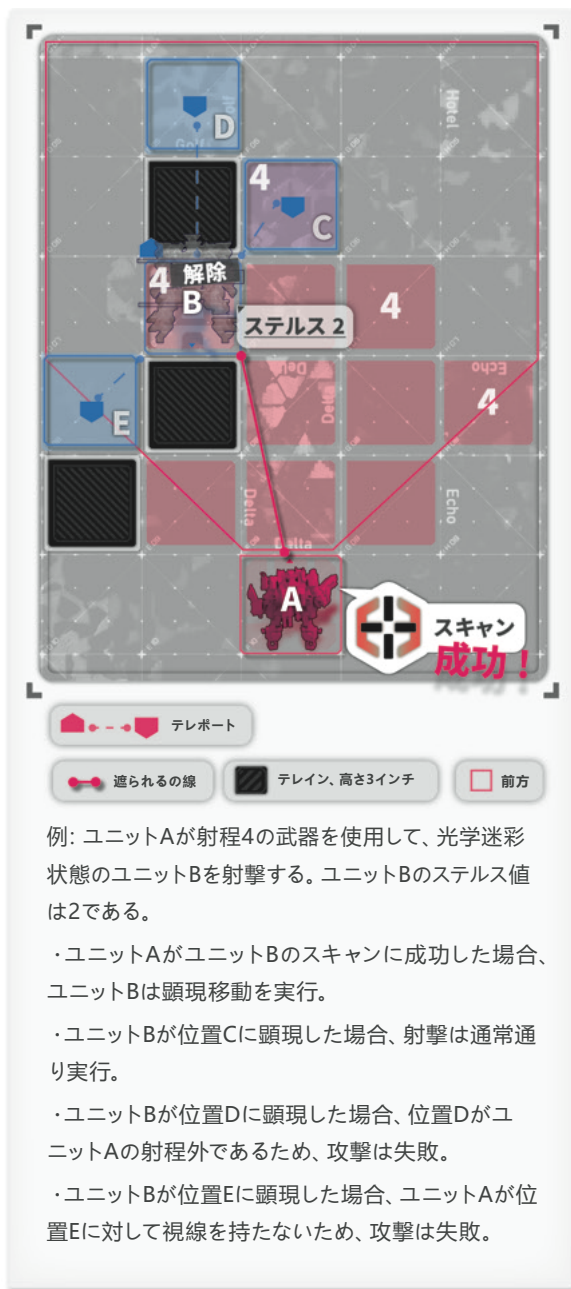 Golf
Golf
D
Hotel
4
C
4
解除
B
ステルス 2
4
E
Delta
Delta
Echo
4
Delta
Delta
Echo
A
スキャン
成功！
テレポート
遮られるの線
テレイン、高さ3インチ
前方
例: ユニットAが射程4の武器を使用して、光学迷彩
状態のユニットBを射撃する。ユニットBのステルス値
は2である。
・ユニットAがユニットBのスキャンに成功した場合、
ユニットBは顕現移動を実行。
・ユニットBが位置Cに顕現した場合、射撃は通常通
り実行。
・ユニットBが位置Dに顕現した場合、位置Dがユ
ニットAの射程外であるため、攻撃は失敗。
・ユニットBが位置Eに顕現した場合、ユニットAが位
置Eに対して視線を持たないため、攻撃は失敗。